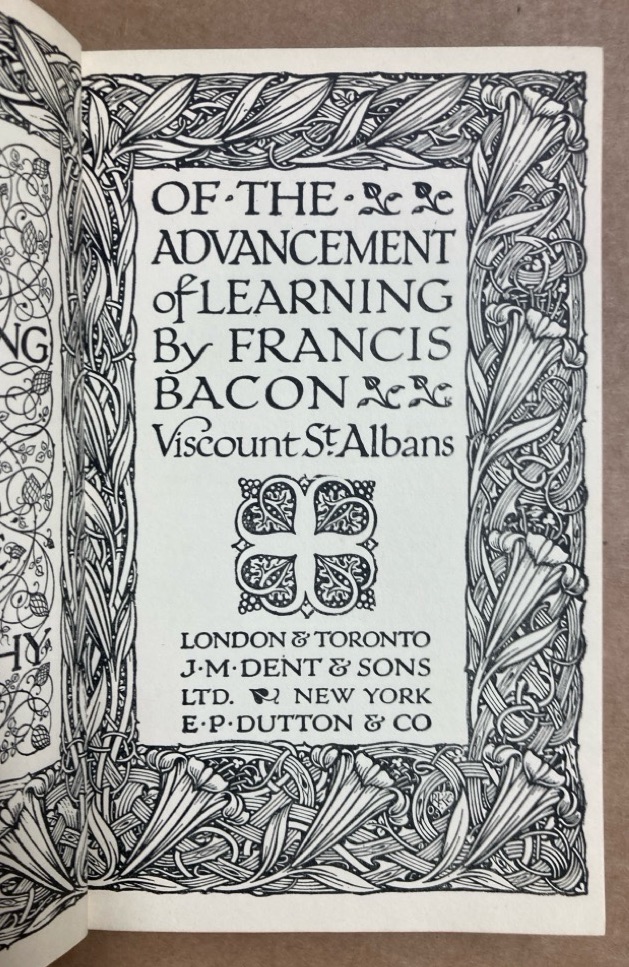 OF·THE·
ADVANCEMENT
of LEARNING
By FRANCIS
BACON
Viscount St. Albans
LONDON & TORONTO
J·M·DENT & SONS
LTD. NEW YORK
E·P·DUTTON & CO